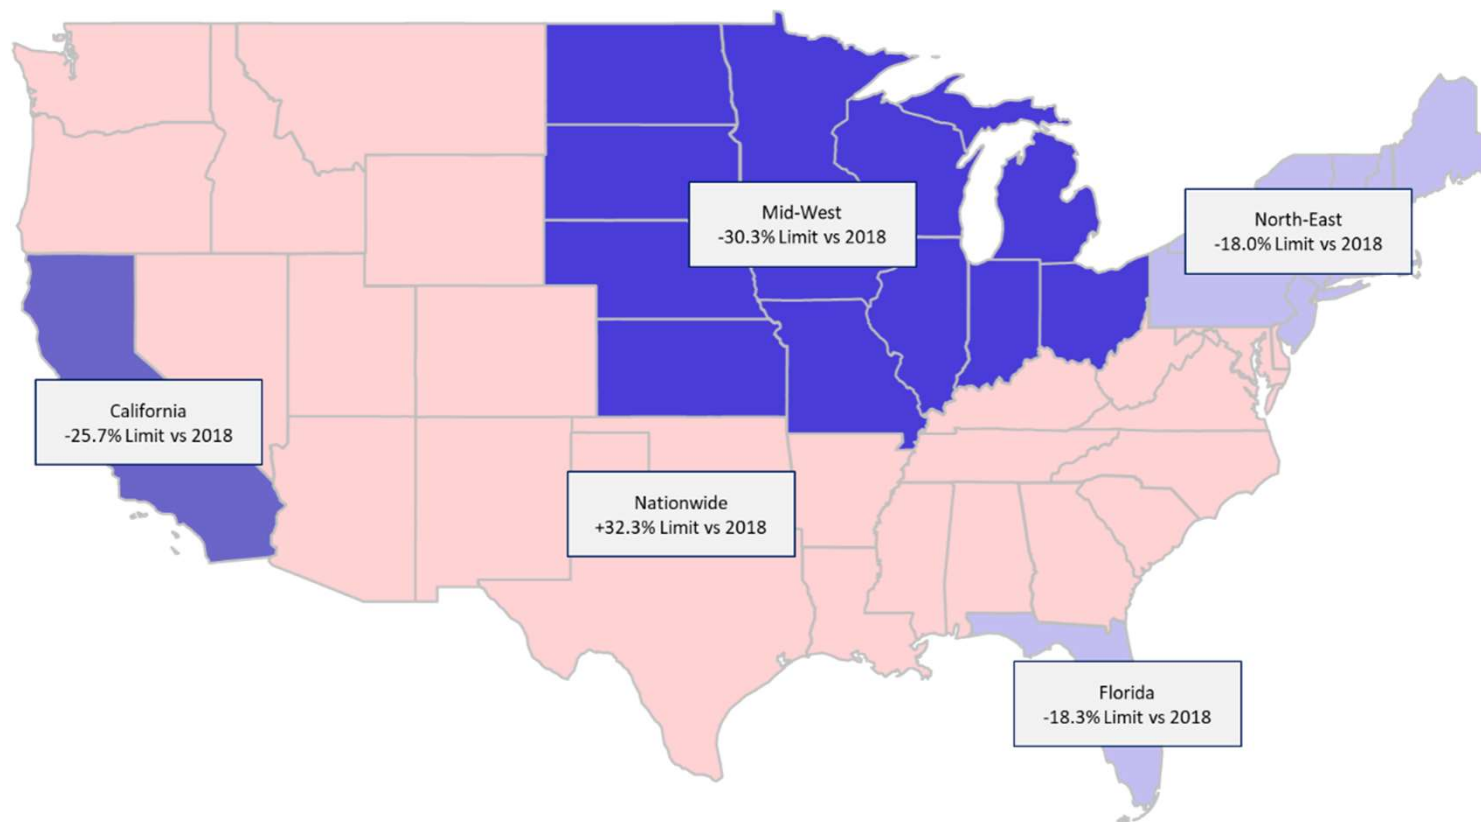 Mid-West
-30.3% Limit vs 2018
North-East
-18.0% Limit vs 2018
California
-25.7% Limit vs 2018
Nationwide
+32.3% Limit vs 2018
Florida
-18.3% Limit vs 2018